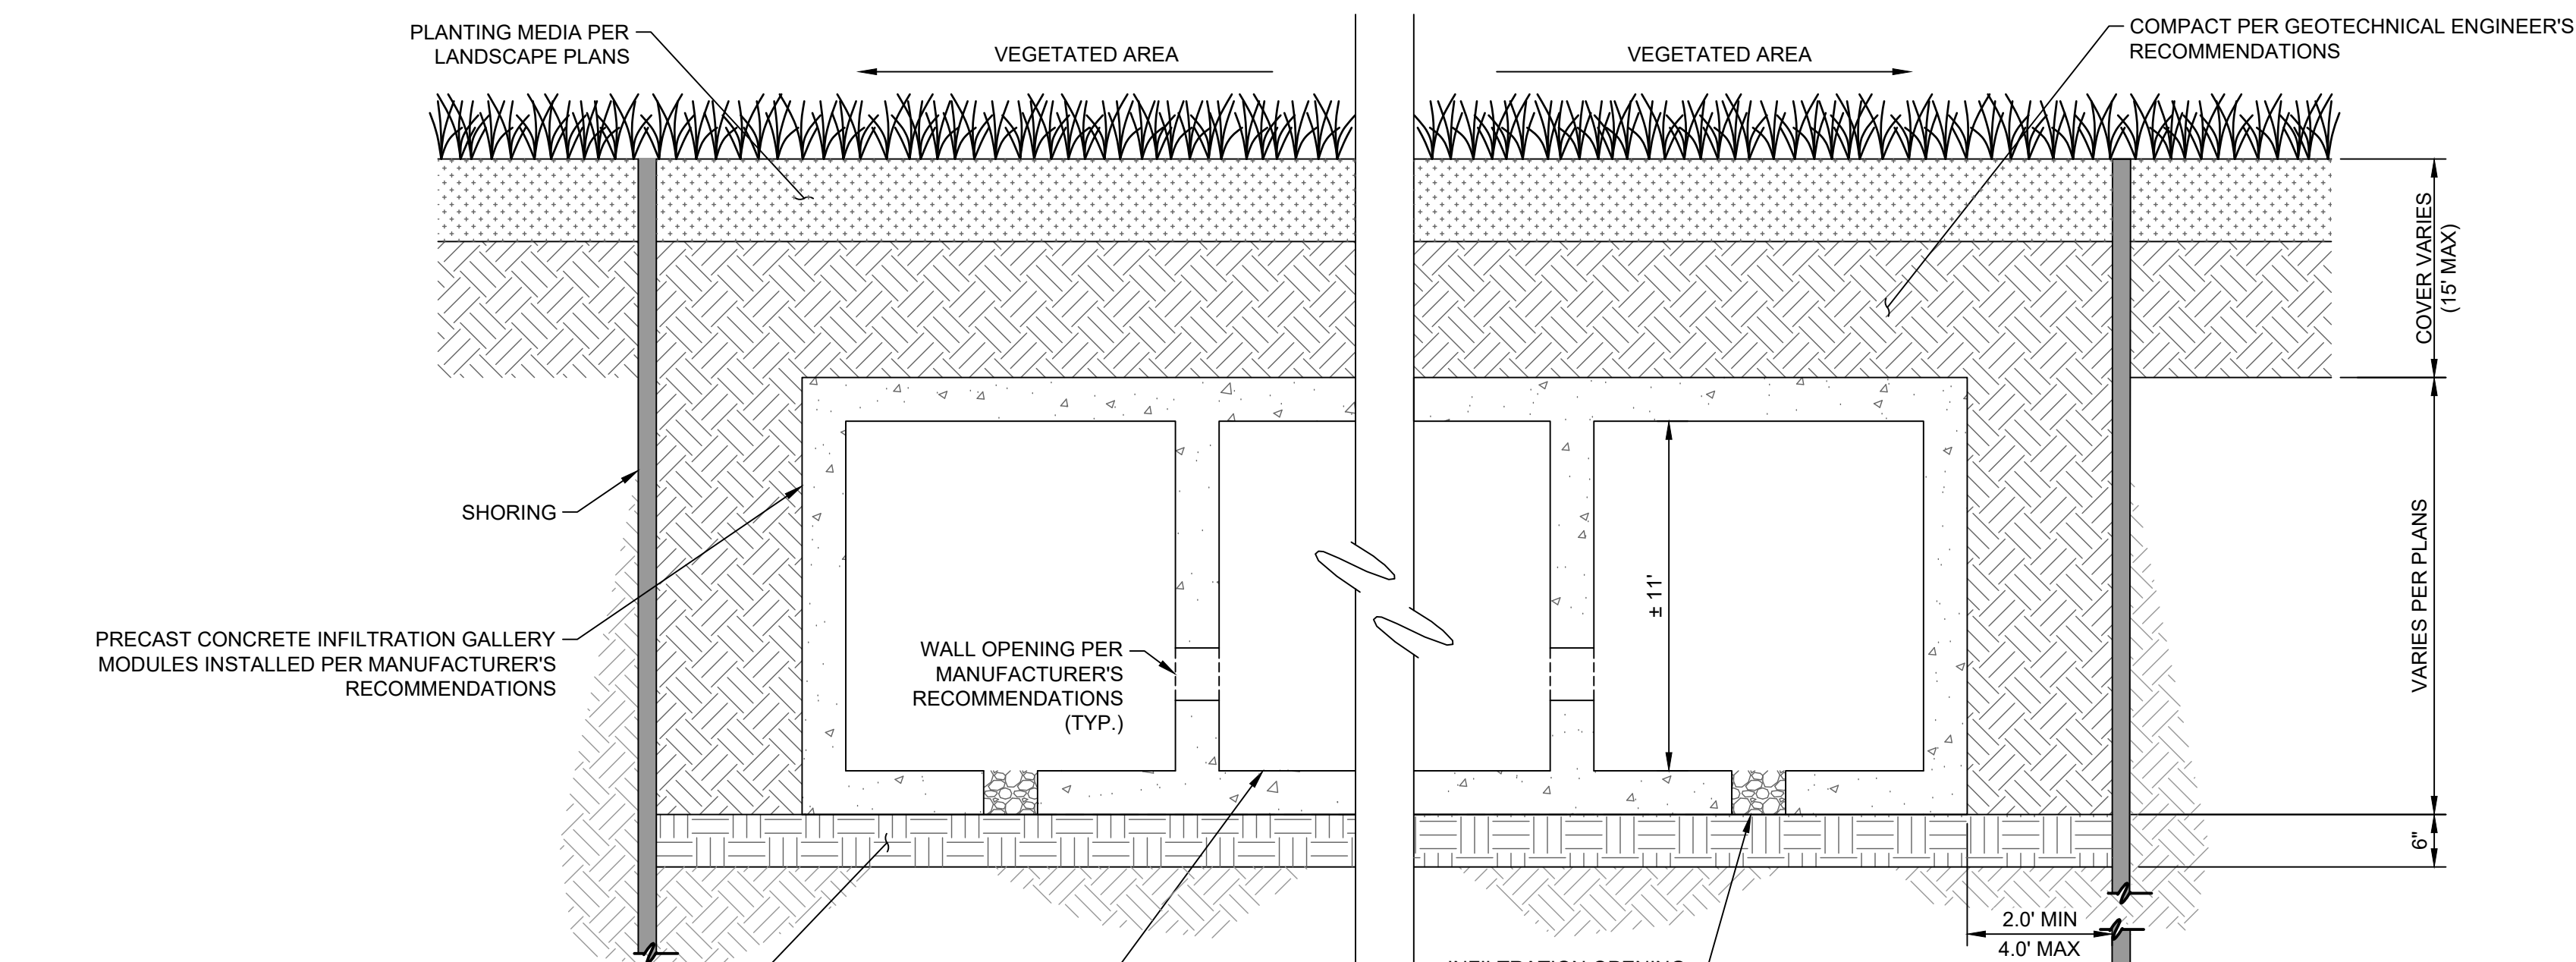 PLANTING MEDIA PER
LANDSCAPE PLANS
VEGETATED AREA
VEGETATED AREA
COMPACT PER GEOTECHNICAL ENGINEER'S
RECOMMENDATIONS
COVER VARIES
(15' MAX)
SHORING
PRECAST CONCRETE INFILTRATION GALLERY
MODULES INSTALLED PER MANUFACTURER'S
RECOMMENDATIONS
WALL OPENING PER
MANUFACTURER'S
RECOMMENDATIONS
(TYP.)
± 11'
VARIES PER PLANS
6"
2.0' MIN
4.0' MAX
INFILTRATION OPENING